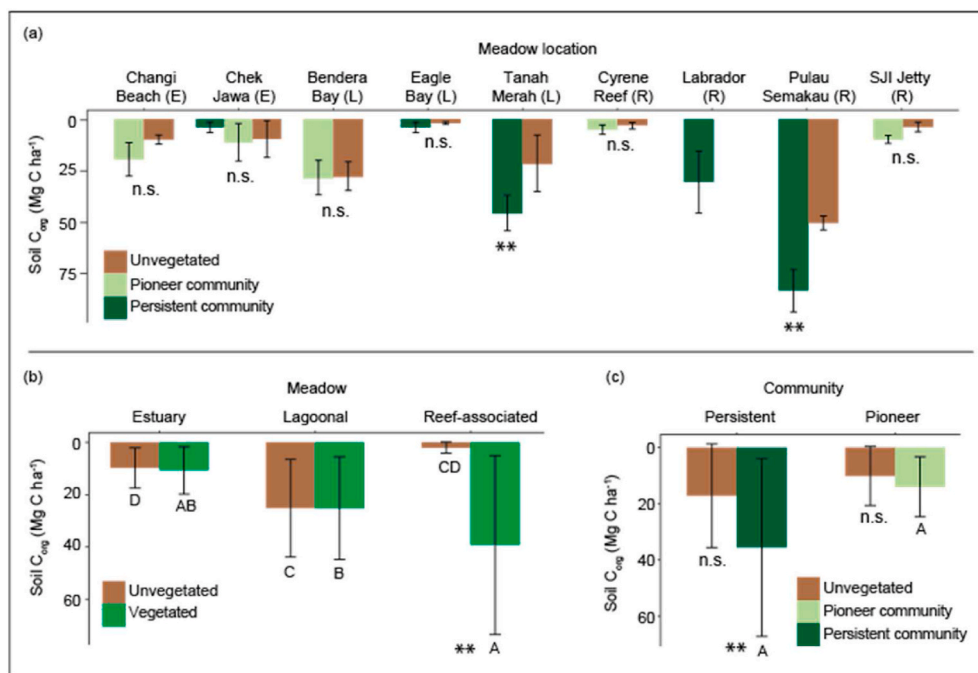 (a)
Meadow location
Changi Chek Bendera Eagle Tanah Cyrene Labrador Pulau SJI Jetty
Beach (E) Jawa (E) Bay (L) Bay (L) Merah (L) Reef (R) (R) Semakau (R) (R)
0
25
50
75
Soil Corg (Mg C ha-1)
n.s. n.s. n.s. n.s. ** n.s. ** n.s.
Unvegetated
Pioneer community
Persistent community
(b)
Meadow
Estuary Lagoonal Reef-associated
0
20
40
60
Soil Corg (Mg C ha-1)
D AB C B CD ** A
Unvegetated
Vegetated
(c)
Community
Persistent Pioneer
0
20
40
60
Soil Corg (Mg C ha-1)
n.s. ** A n.s. A
Unvegetated
Pioneer community
Persistent community